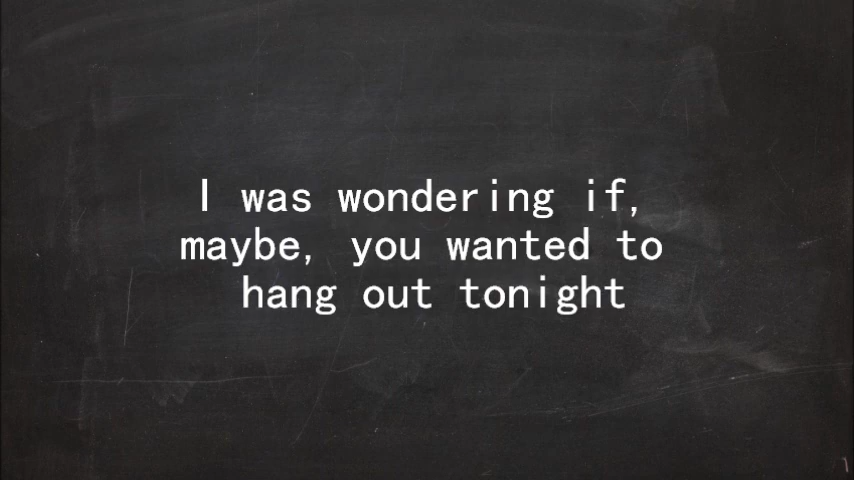 I was wondering if,
maybe, you wanted to
hang out tonight